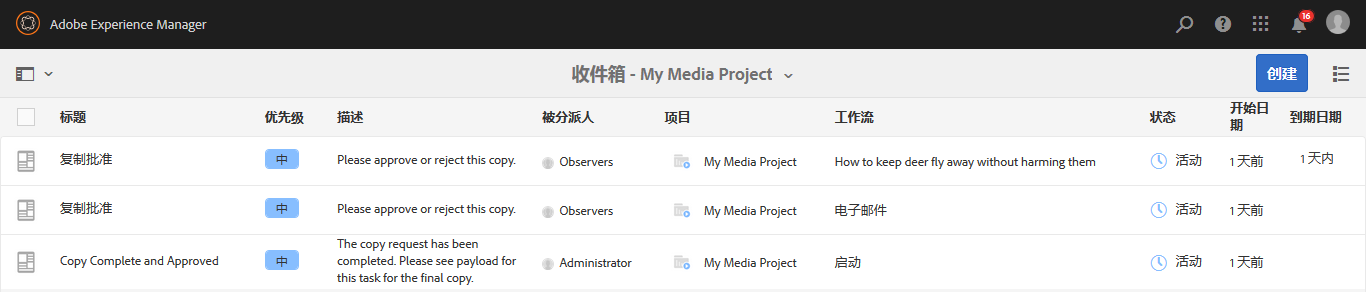 Adobe Experience Manager
16
收件箱 - My Media Project
创建
标题 优先级 描述 被分派人 项目 工作流 状态 开始日期 到期日期
复制批准 中 Please approve or reject this copy. Observers My Media Project How to keep deer fly away without harming them 活动 1 天前 1 天内
复制批准 中 Please approve or reject this copy. Observers My Media Project 电子邮件 活动 1 天前
Copy Complete and Approved 中 The copy request has been
completed. Please see payload for
this task for the final copy. Administrator My Media Project 启动 活动 1 天前